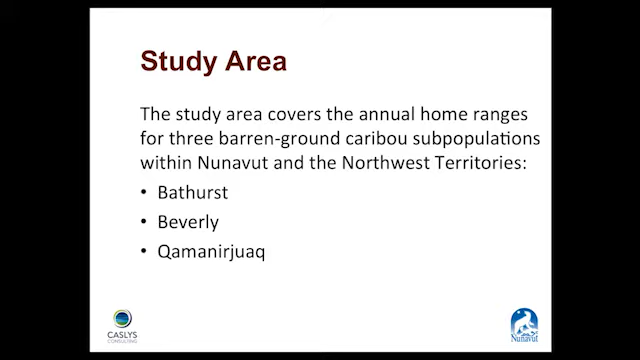 Study Area
The study area covers the annual home ranges
for three barren-ground caribou subpopulations
within Nunavut and the Northwest Territories:
• Bathurst
• Beverly
• Qamanirjuaq
CASLYS
CONSULTING
Nunavut